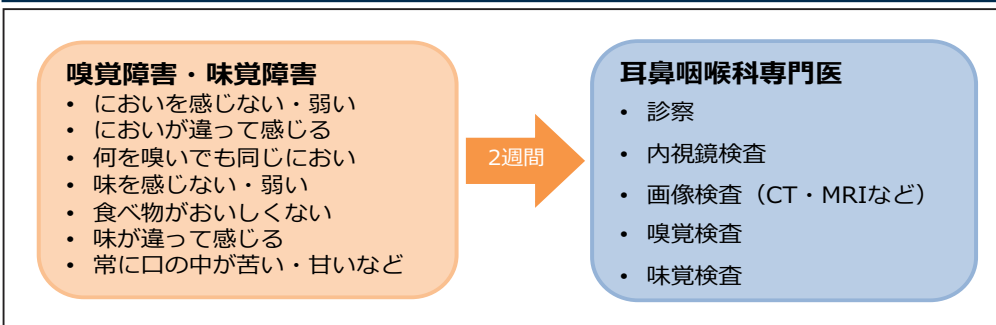 嗅覚障害・味覚障害
• においを感じない・弱い
• においが違って感じる
• 何を嗅いでも同じにおい
• 味を感じない・弱い
• 食べ物がおいしくない
• 味が違って感じる
• 常に口の中が苦い・甘いなど
2週間
耳鼻咽喉科専門医
• 診察
• 内視鏡検査
• 画像検査（CT・MRIなど）
• 嗅覚検査
• 味覚検査